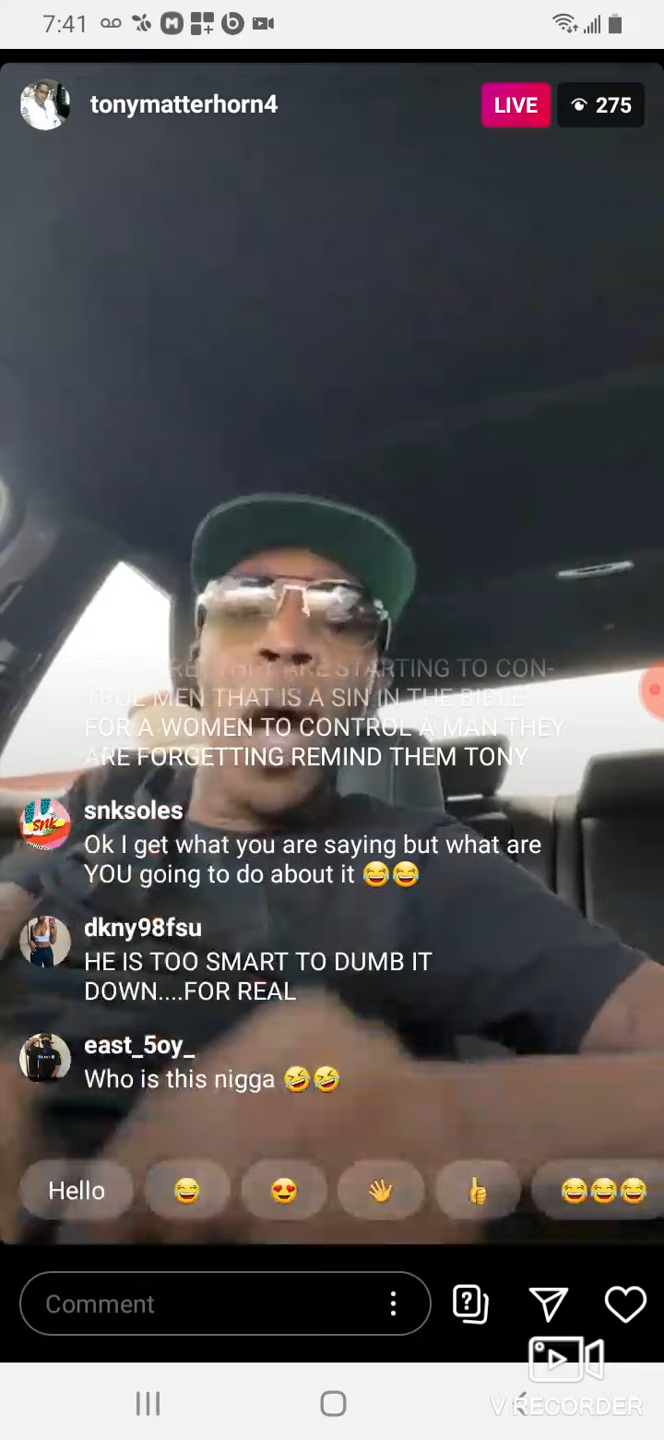 7:41
tonymatterhorn4
LIVE
275
THEY ARE STARTING TO CON-
TROL MEN THAT IS A SIN IN THE BIBLE
FOR A WOMEN TO CONTROL A MAN THEY
ARE FORGETTING REMIND THEM TONY
snksoles
Ok I get what you are saying but what are
YOU going to do about it 😂😂
dkny98fsu
HE IS TOO SMART TO DUMB IT
DOWN....FOR REAL
east_5oy_
Who is this nigga 🤣🤣
Hello 😂 😍 👋 👍 😂😂😂
Comment
V RECORDER